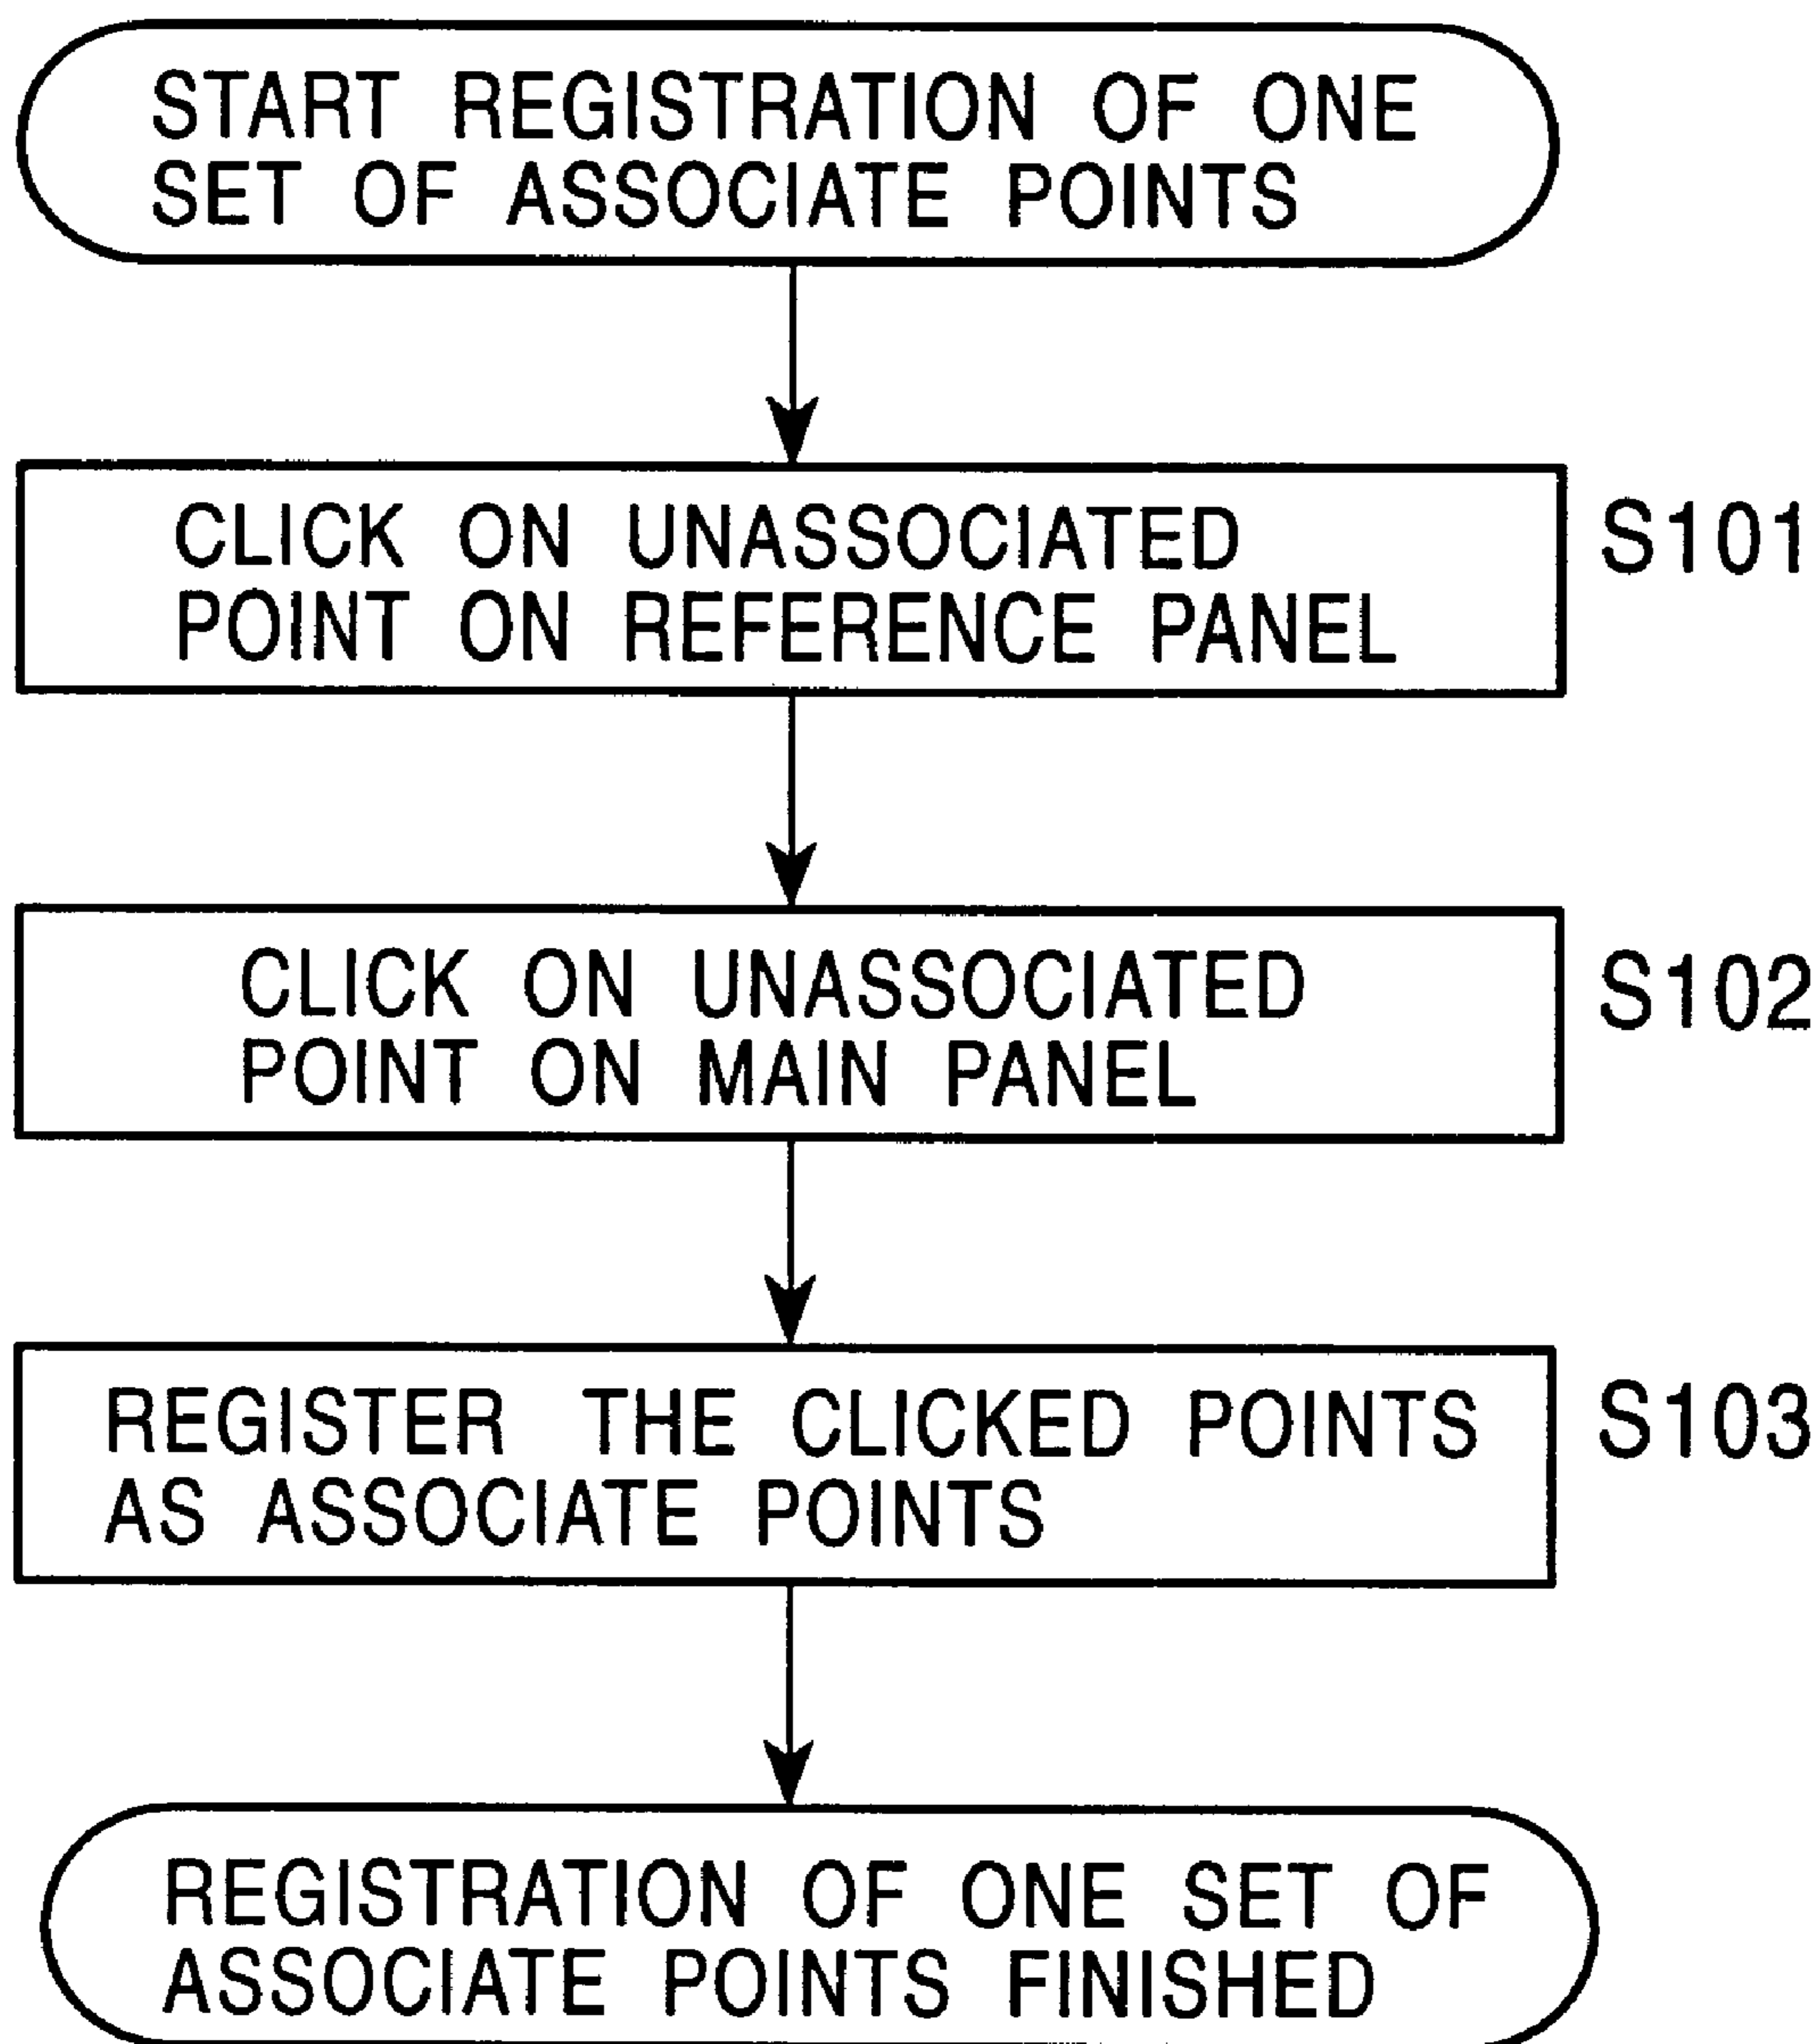 START REGISTRATION OF ONE
SET OF ASSOCIATE POINTS
CLICK ON UNASSOCIATED
POINT ON REFERENCE PANEL
S101
CLICK ON UNASSOCIATED
POINT ON MAIN PANEL
S102
REGISTER THE CLICKED POINTS
AS ASSOCIATE POINTS
S103
REGISTRATION OF ONE SET OF
ASSOCIATE POINTS FINISHED